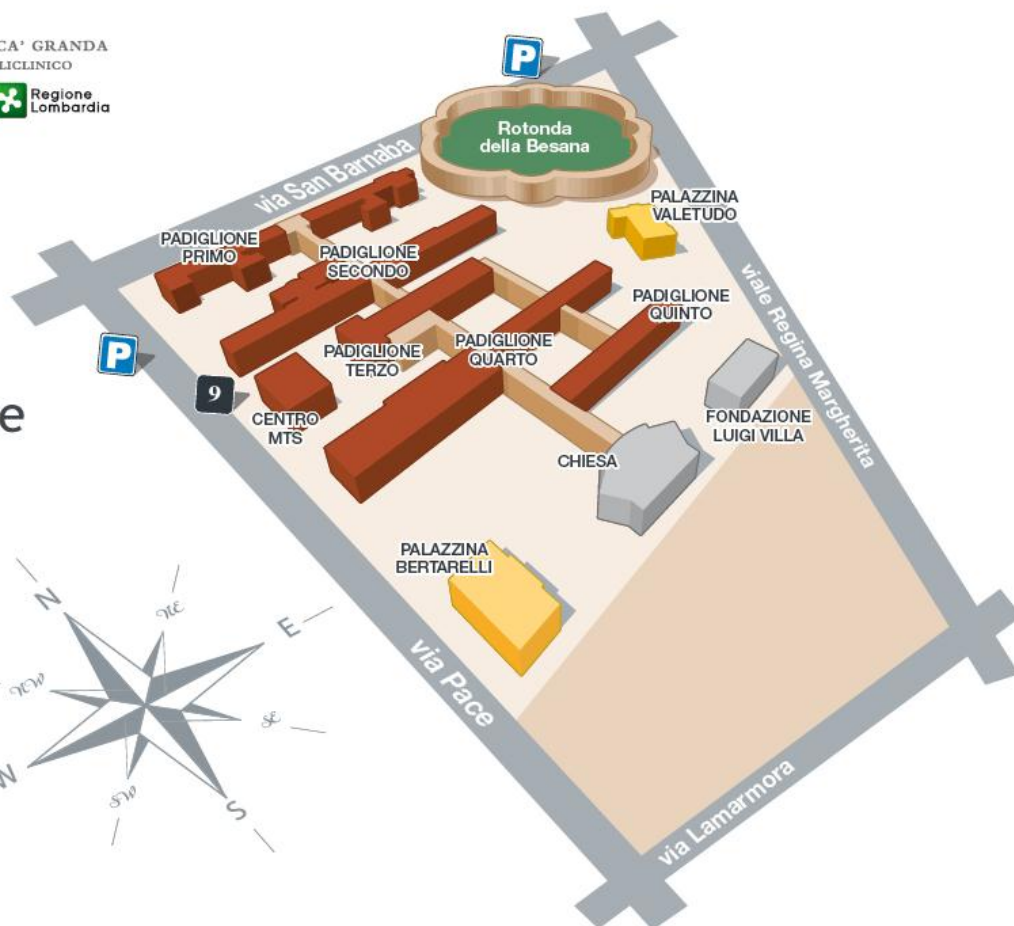 CA' GRANDA
LICLINICO
Regione
Lombardia
P
Rotonda
della Besana
via San Barnaba
PALAZZINA
VALETUDO
PADIGLIONE
PRIMO
PADIGLIONE
SECONDO
viale Regina Margherita
PADIGLIONE
QUINTO
P
PADIGLIONE
TERZO
PADIGLIONE
QUARTO
9
CENTRO
MTS
e
FONDAZIONE
LUIGI VILLA
CHIESA
PALAZZINA
BERTARELLI
via Pace
via Lamarmora
N
NE
E
NW
SE
W
SW
S